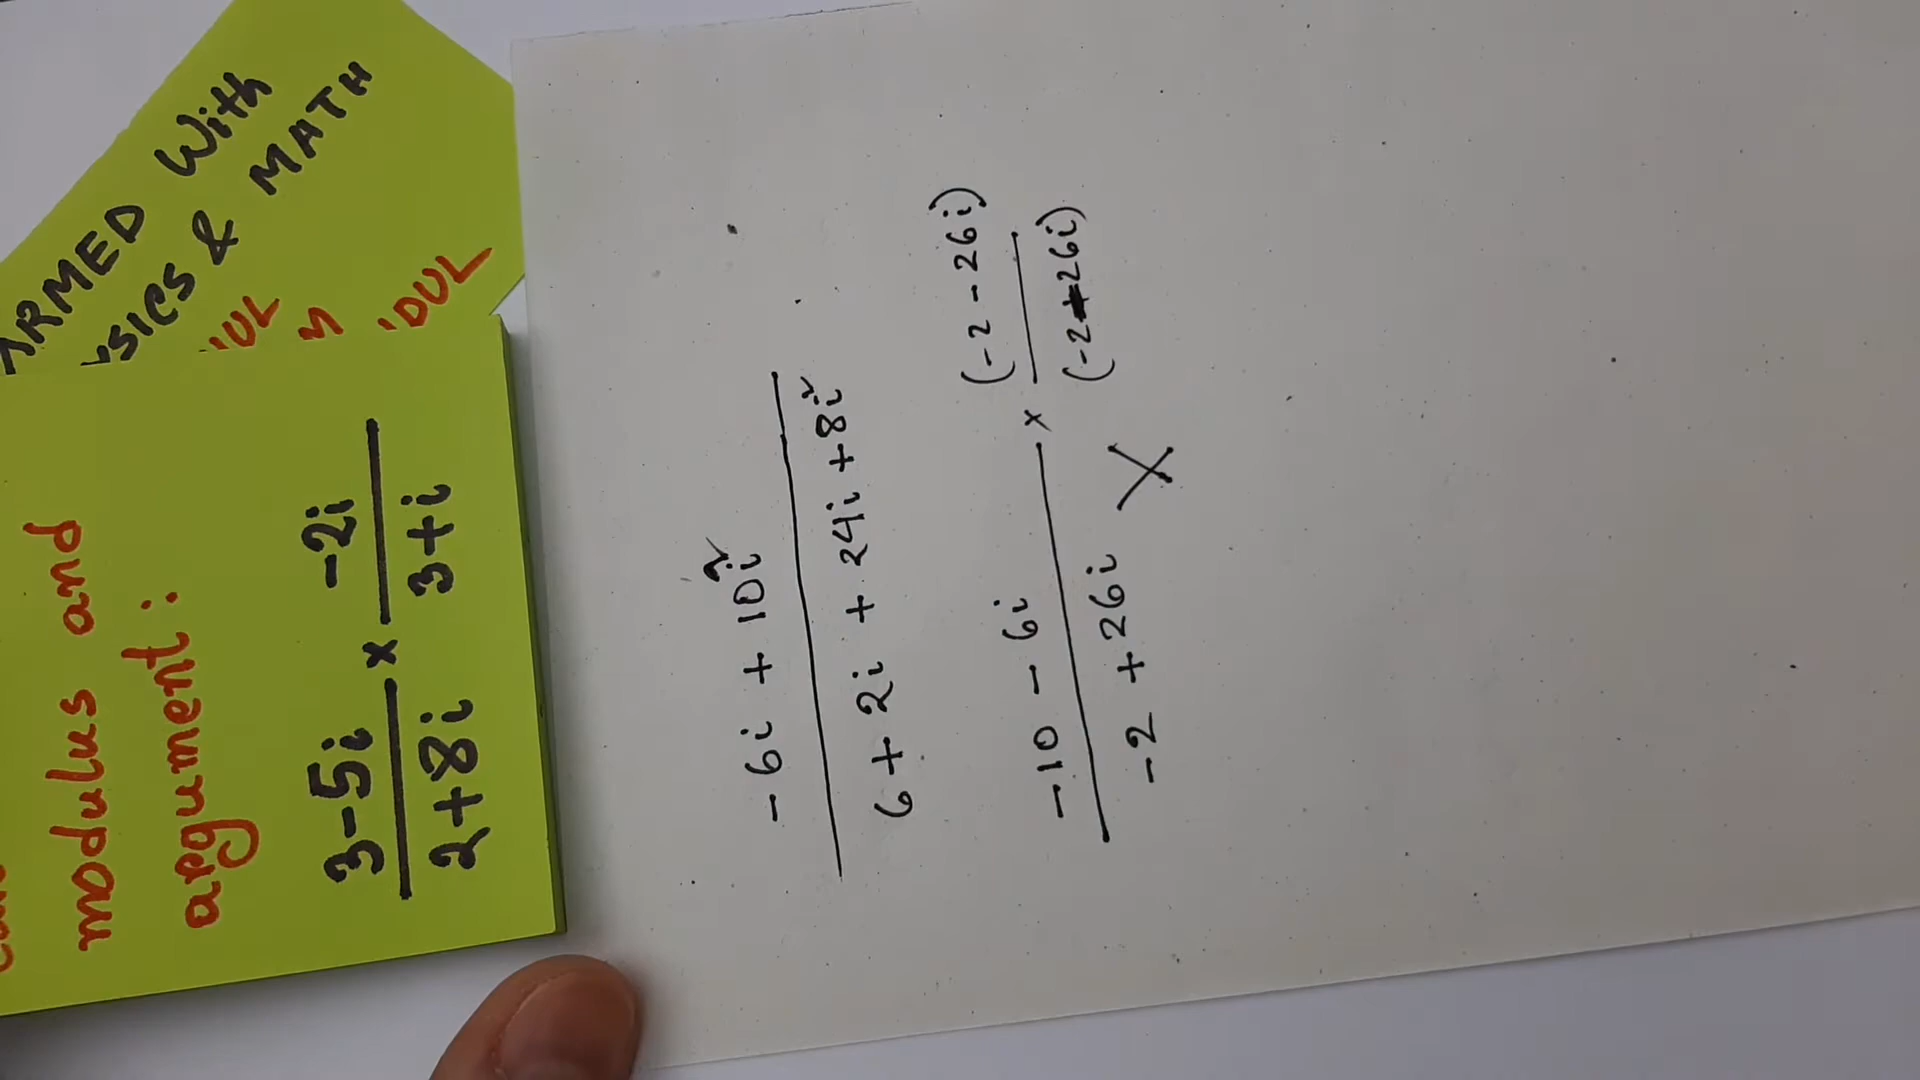 ARMED With
SICS & MATH
DUL
modulus and
argument:
3-5i/2+8i × -2i/3+i
-6i + 10i²
6 + 2i + 24i + 8i²
-10 - 6i × (-2 - 26i)
-2 + 26i (-2-26i)
X